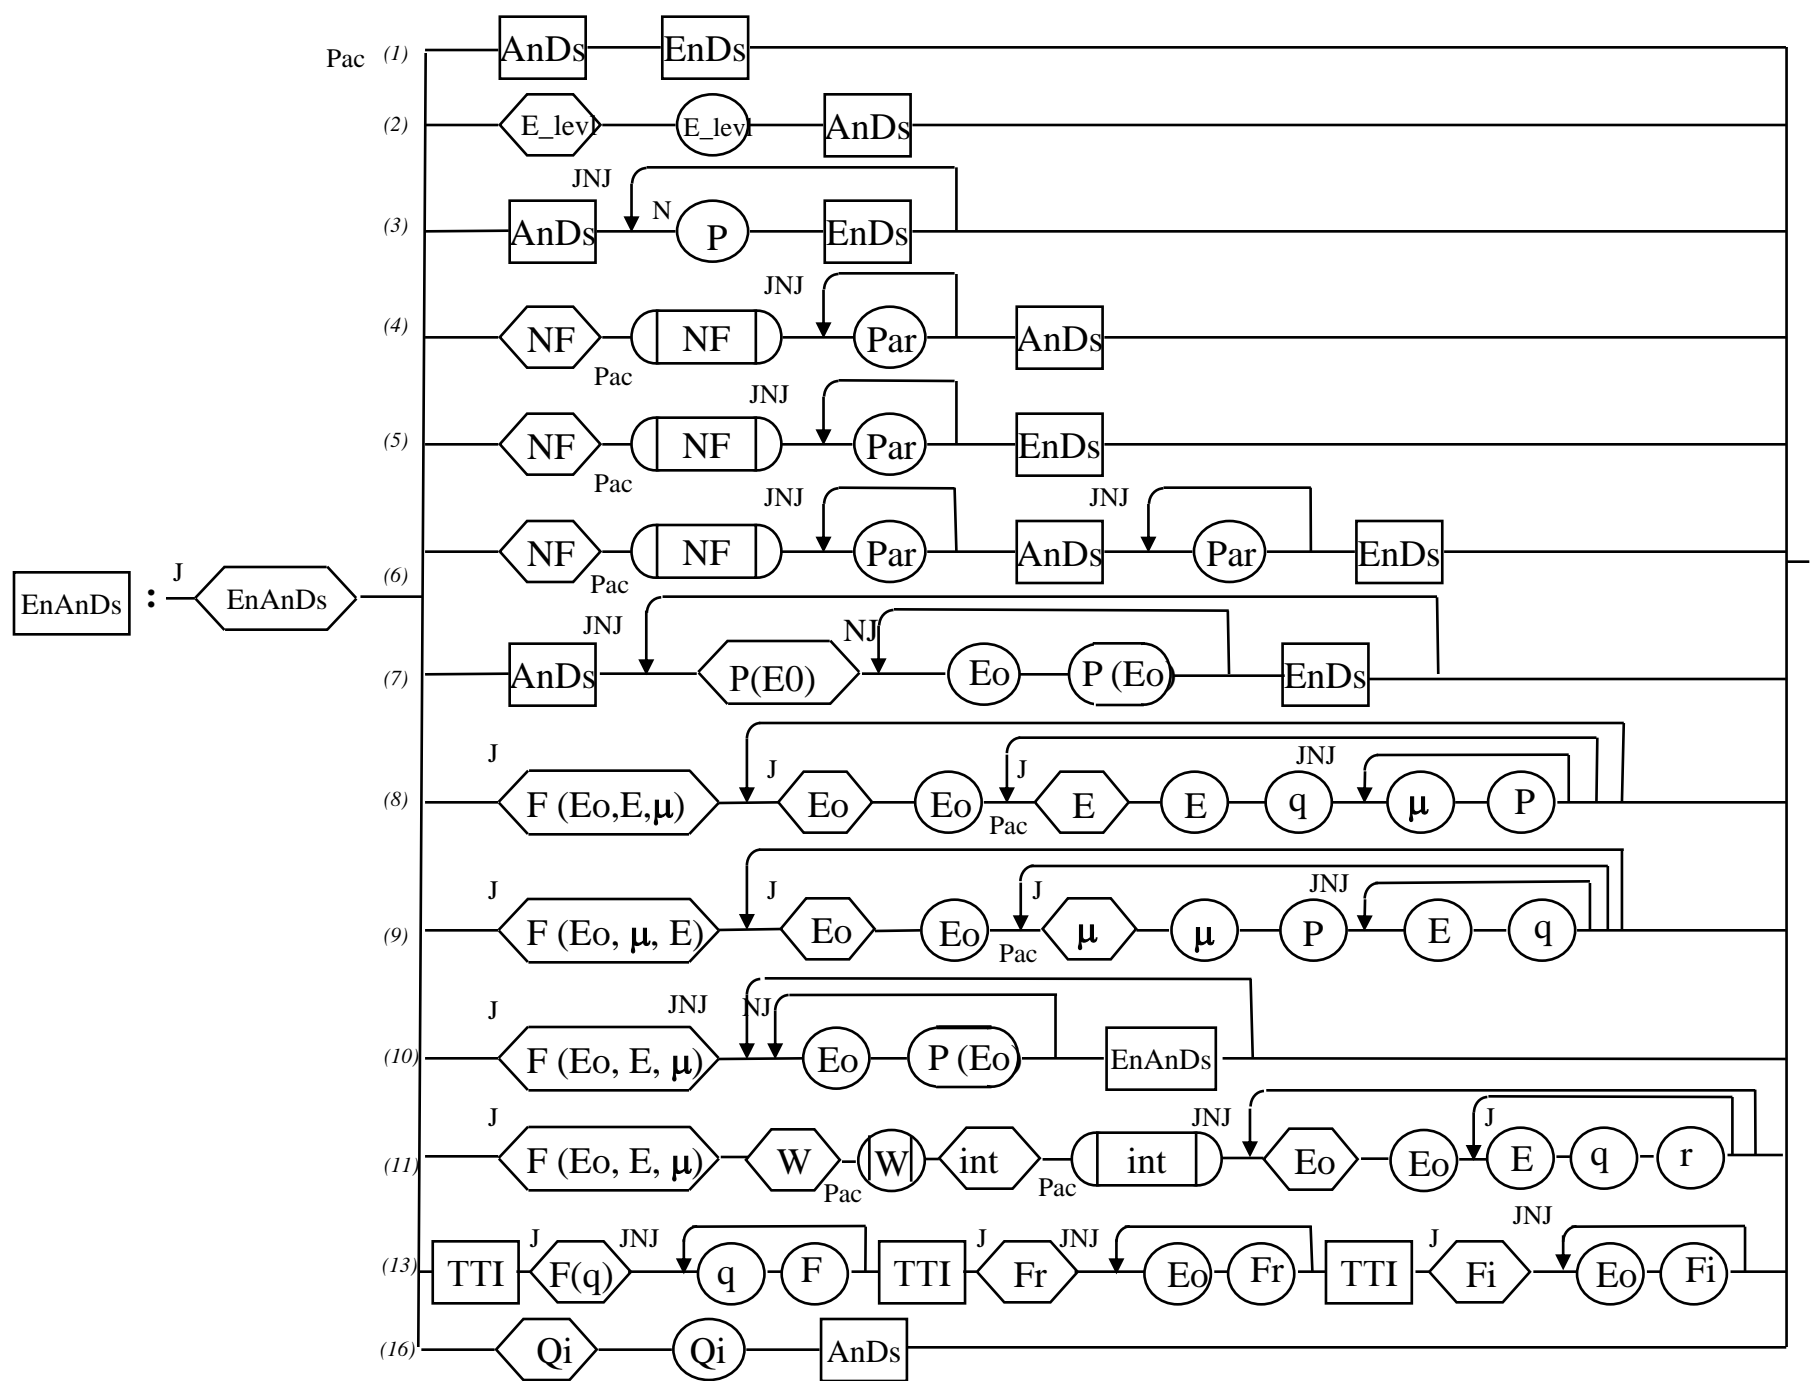 Pac (1) AnDs EnDs
(2) E_levl E_levl AnDs
JNJ
(3) AnDs N P EnDs
JNJ
(4) NF NF Par AnDs
Pac
JNJ
(5) NF NF Par EnDs
Pac
JNJ JNJ
(6) NF NF Par AnDs Par EnDs
Pac
EnAnDs : J EnAnDs
JNJ NJ
(7) AnDs P(E0) Eo P (Eo) EnDs
J J J JNJ
(8) F (Eo,E,μ) Eo Eo E E q μ P
Pac
J J J JNJ
(9) F (Eo, μ, E) Eo Eo μ μ P E q
Pac
J JNJ NJ
(10) F (Eo, E, μ) Eo P (Eo) EnAnDs
J JNJ J
(11) F (Eo, E, μ) W W int int Eo Eo E q r
Pac Pac
J JNJ J JNJ J JNJ
(13) TTI F(q) q F TTI Fr Eo Fr TTI Fi Eo Fi
(16) Qi Qi AnDs